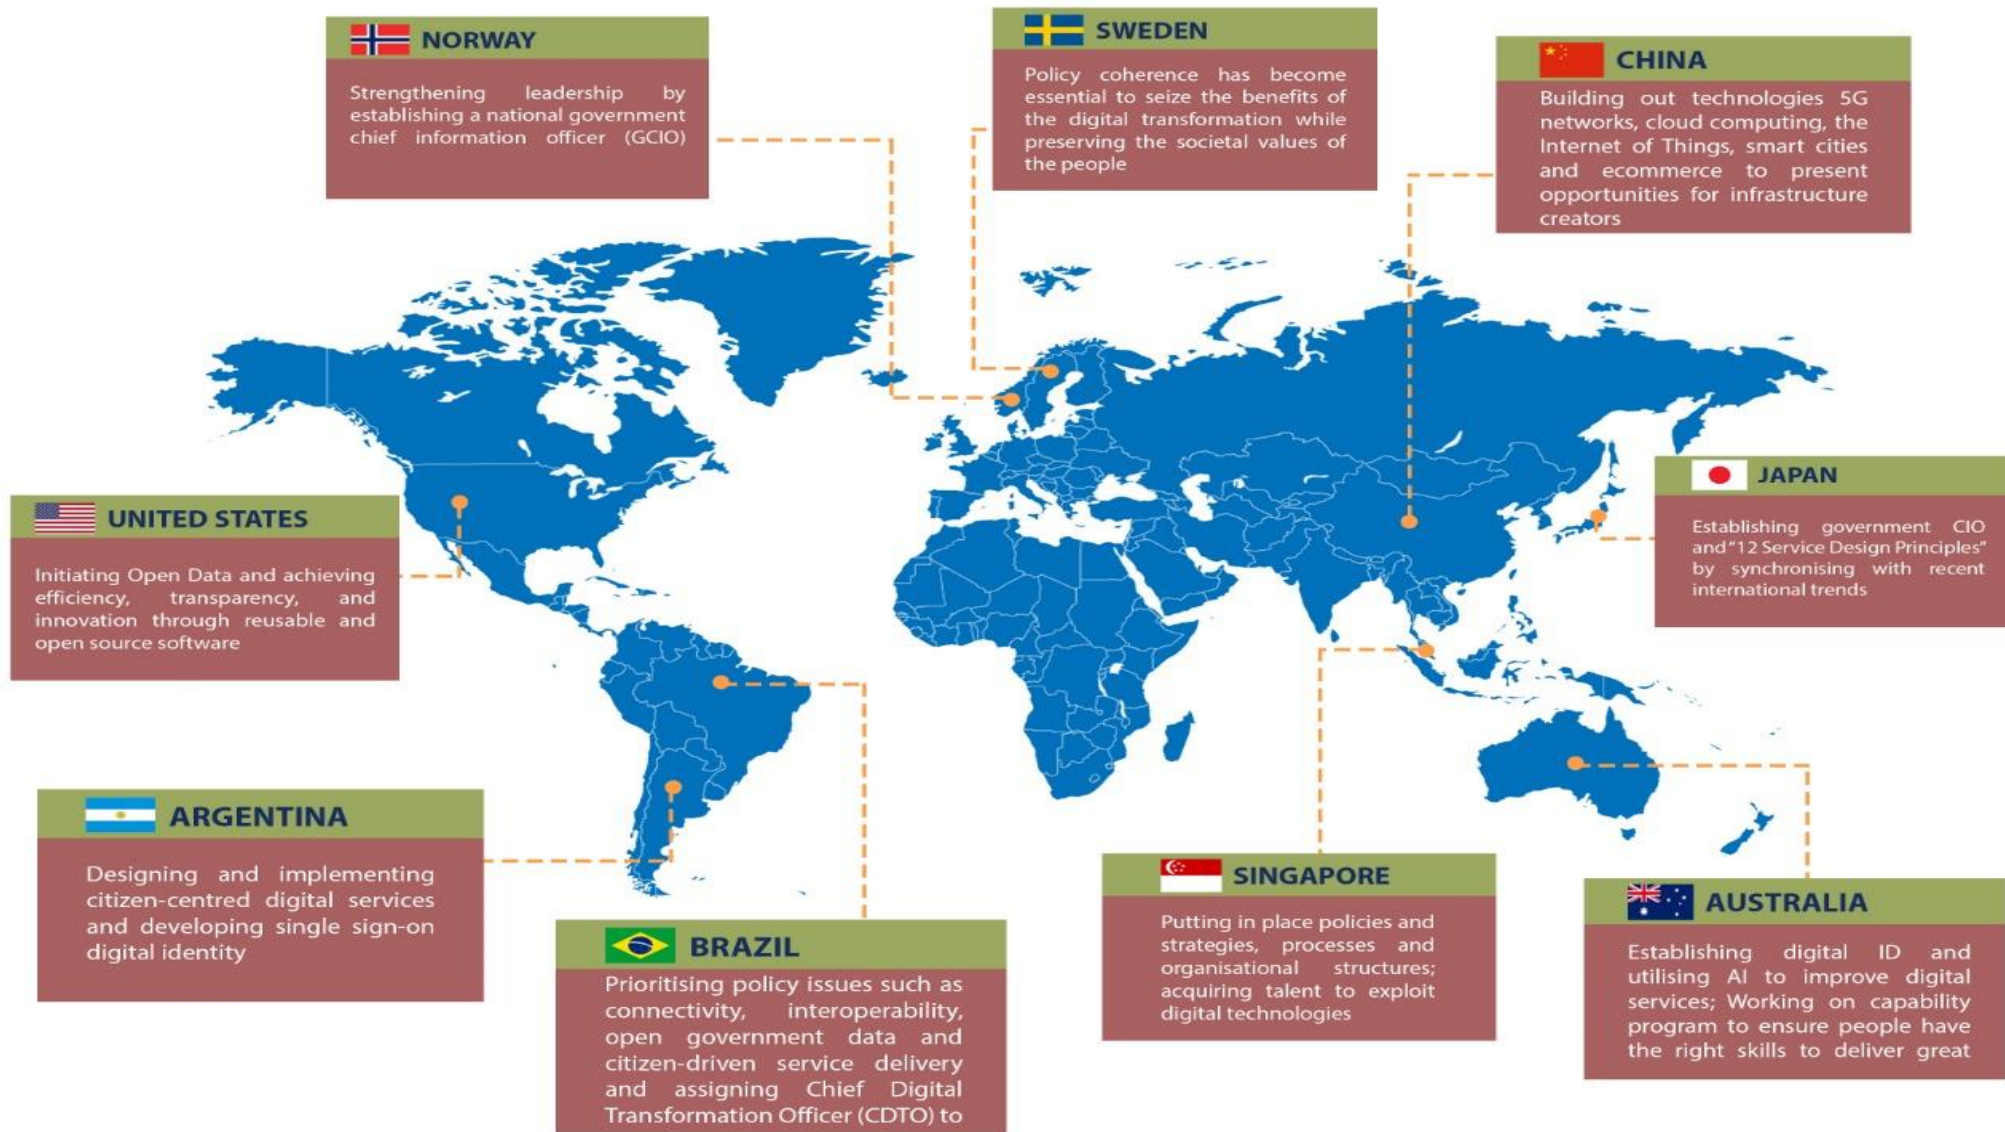 NORWAY
Strengthening leadership by
establishing a national government
chief information officer (GCIO)
SWEDEN
Policy coherence has become
essential to seize the benefits of
the digital transformation while
preserving the societal values of
the people
CHINA
Building out technologies 5G
networks, cloud computing, the
Internet of Things, smart cities
and ecommerce to present
opportunities for infrastructure
creators
UNITED STATES
Initiating Open Data and achieving
efficiency, transparency, and
innovation through reusable and
open source software
JAPAN
Establishing government CIO
and "12 Service Design Principles"
by synchronising with recent
international trends
ARGENTINA
Designing and implementing
citizen-centred digital services
and developing single sign-on
digital identity
BRAZIL
Prioritising policy issues such as
connectivity, interoperability,
open government data and
citizen-driven service delivery
and assigning Chief Digital
Transformation Officer (CDTO) to
SINGAPORE
Putting in place policies and
strategies, processes and
organisational structures;
acquiring talent to exploit
digital technologies
AUSTRALIA
Establishing digital ID and
utilising AI to improve digital
services; Working on capability
program to ensure people have
the right skills to deliver great